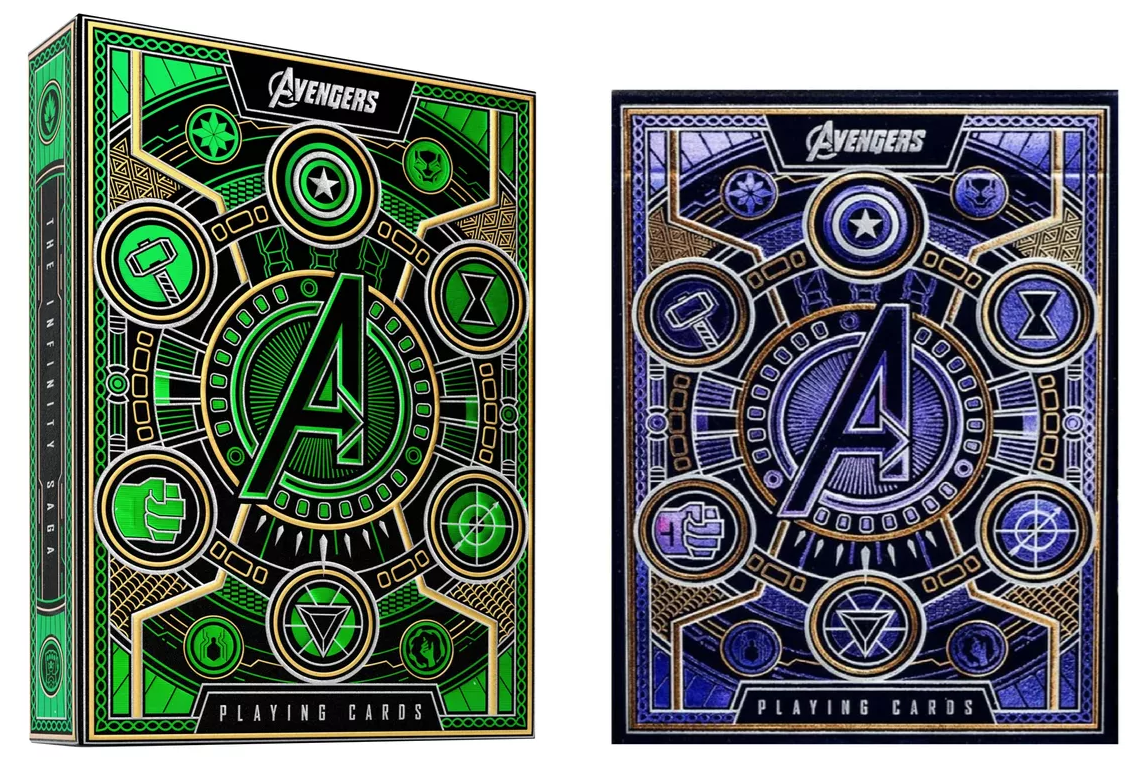 AVENGERS
THE INFINITY SAGA
A
PLAYING CARDS
AVENGERS
A
PLAYING CARDS